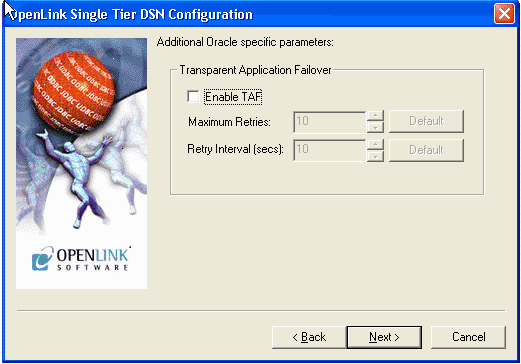 OpenLink Single Tier DSN Configuration
Additional Oracle specific parameters:
Transparent Application Failover
Enable TAF
Maximum Retries: 10 Default
Retry Interval (secs): 10 Default
OPENLINK
SOFTWARE
< Back Next > Cancel